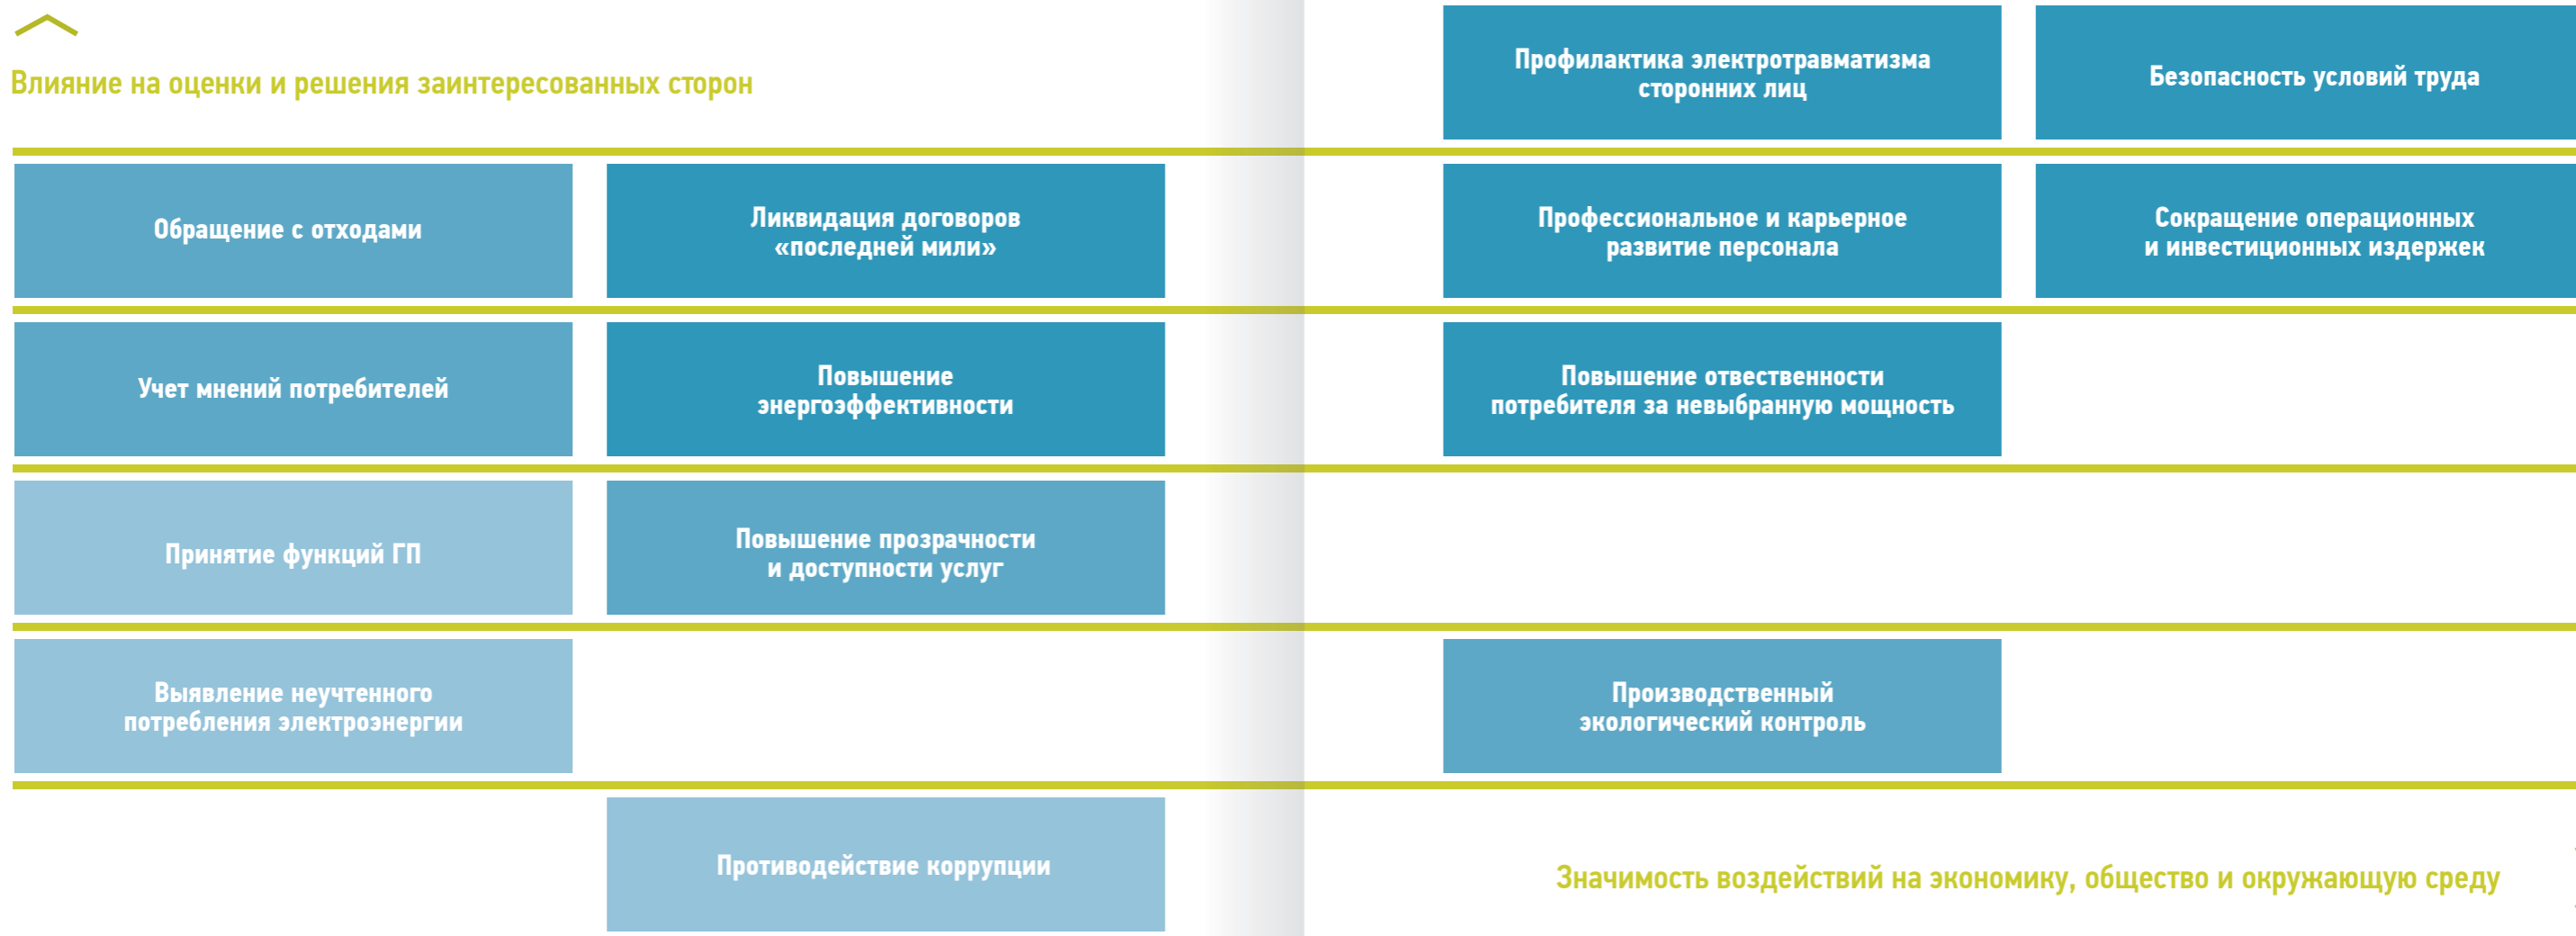 Влияние на оценки и решения заинтересованных сторон
Профилактика электротравматизма
сторонних лиц
Безопасность условий труда
Обращение с отходами
Ликвидация договоров
«последней мили»
Профессиональное и карьерное
развитие персонала
Сокращение операционных
и инвестиционных издержек
Учет мнений потребителей
Повышение
энергоэффективности
Повышение отвественности
потребителя за невыбранную мощность
Принятие функций ГП
Повышение прозрачности
и доступности услуг
Выявление неучтенного
потребления электроэнергии
Производственный
экологический контроль
Противодействие коррупции
Значимость воздействий на экономику, общество и окружающую среду